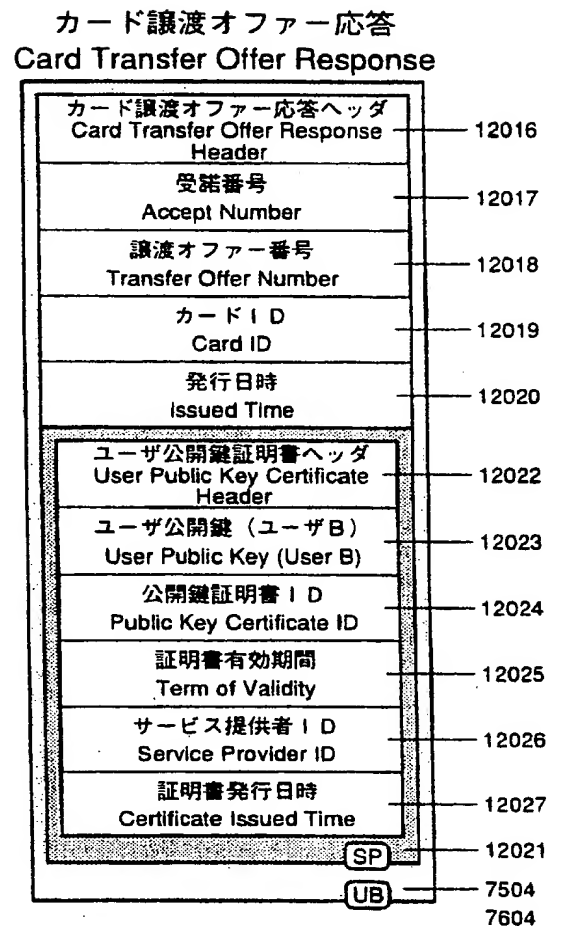 カード譲渡オファー応答
Card Transfer Offer Response
カード譲渡オファー応答ヘッダ
Card Transfer Offer Response
Header
12016
受諾番号
Accept Number
12017
譲渡オファー番号
Transfer Offer Number
12018
カードID
Card ID
12019
発行日時
Issued Time
12020
ユーザ公開鍵証明書ヘッダ
User Public Key Certificate
Header
12022
ユーザ公開鍵（ユーザB）
User Public Key (User B)
12023
公開鍵証明書ID
Public Key Certificate ID
12024
証明書有効期間
Term of Validity
12025
サービス提供者ID
Service Provider ID
12026
証明書発行日時
Certificate Issued Time
12027
SP
12021
UB
7504
7604